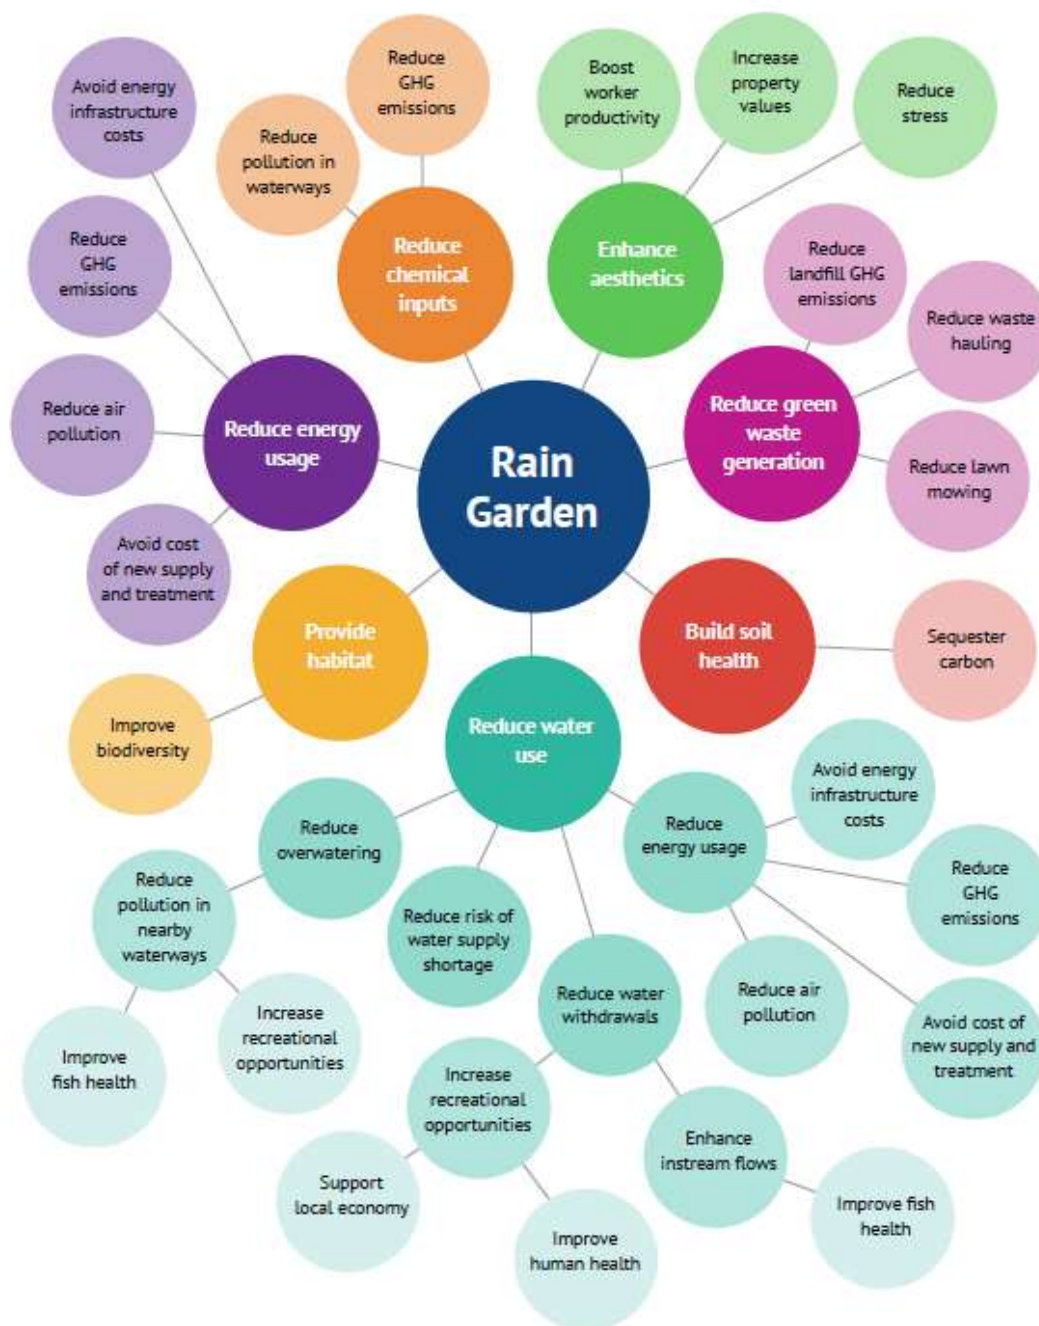 Reduce
GHG
emissions
Boost
worker
productivity
Increase
property
values
Reduce
stress
Avoid energy
infrastructure
costs
Reduce
pollution in
waterways
Reduce
chemical
inputs
Enhance
aesthetics
Reduce
landfill GHG
emissions
Reduce
GHG
emissions
Reduce waste
hauling
Reduce air
pollution
Reduce energy
usage
Reduce green
waste
generation
Rain
Garden
Reduce lawn
mowing
Avoid cost
of new supply
and treatment
Provide
habitat
Build soil
health
Sequester
carbon
Improve
biodiversity
Reduce water
use
Avoid energy
infrastructure
costs
Reduce
overwatering
Reduce
energy usage
Reduce
pollution in
nearby
waterways
Reduce
GHG
emissions
Reduce risk of
water supply
shortage
Reduce water
withdrawals
Reduce air
pollution
Avoid cost of
new supply and
treatment
Increase
recreational
opportunities
Improve
fish health
Increase
recreational
opportunities
Enhance
instream flows
Support
local economy
Improve fish
health
Improve
human health